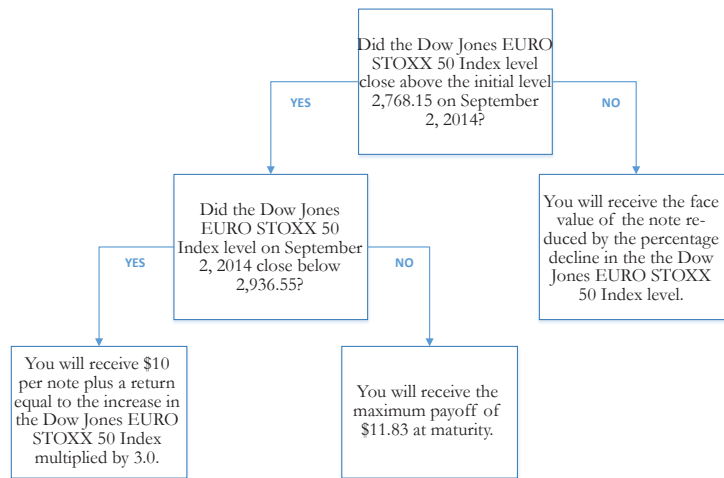 Did the Dow Jones EURO
STOXX 50 Index level
close above the initial level
2,768.15 on September
2, 2014?
YES
NO
Did the Dow Jones
EURO STOXX 50
Index level on September
2, 2014 close below
2,936.55?
You will receive the face
value of the note re-
duced by the percentage
decline in the the Dow
Jones EURO STOXX
50 Index level.
YES
NO
You will receive $10
per note plus a return
equal to the increase in
the Dow Jones EURO
STOXX 50 Index
multiplied by 3.0.
You will receive the
maximum payoff of
$11.83 at maturity.